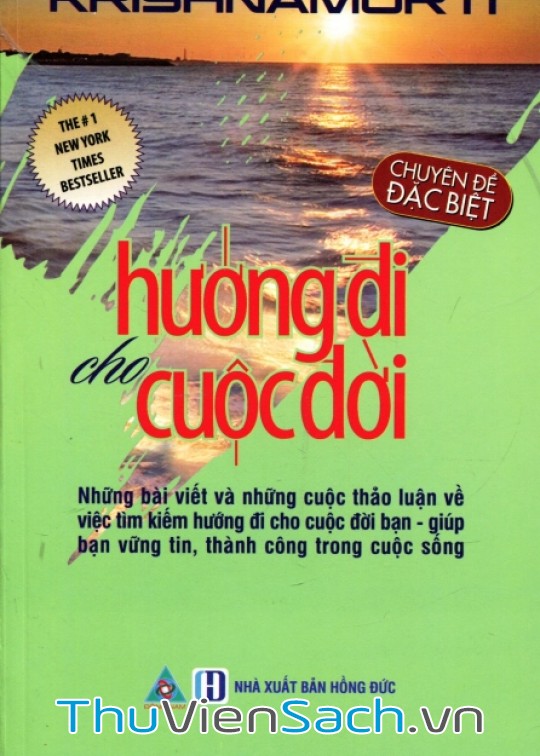 KRISHNAMURTI
THE # 1
NEW YORK
TIMES
BESTSELLER
CHUYÊN ĐỀ
ĐẶC BIỆT
hướng đi
cho cuộc đời
Những bài viết và những cuộc thảo luận về
việc tìm kiếm hướng đi cho cuộc đời bạn - giúp
bạn vững tin, thành công trong cuộc sống
NHÀ XUẤT BẢN HỒNG ĐỨC
ThuVienSach.vn